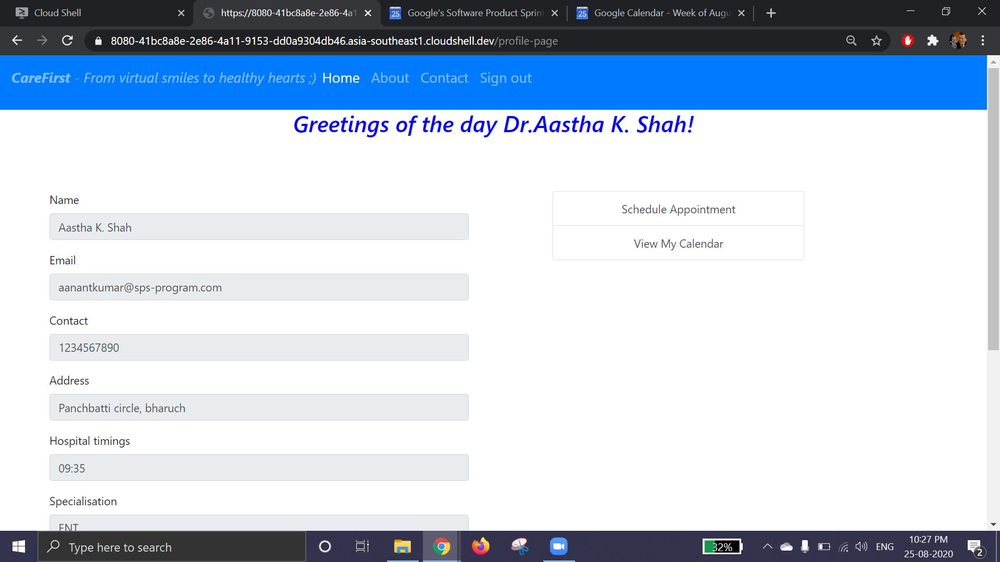 Cloud Shell
https://8080-41bc8a8e-2e86-4a1
Google's Software Product Sprint
Google Calendar - Week of Augu
8080-41bc8a8e-2e86-4a11-9153-dd0a9304db46.asia-southeast1.cloudshell.dev/profile-page
CareFirst - From virtual smiles to healthy hearts ;) Home About Contact Sign out
Greetings of the day Dr.Aastha K. Shah!
Name
Aastha K. Shah
Email
aanantkumar@sps-program.com
Contact
1234567890
Address
Panchbatti circle, bharuch
Hospital timings
09:35
Specialisation
ENT
Schedule Appointment
View My Calendar
Type here to search
32%
ENG
10:27 PM
25-08-2020
2